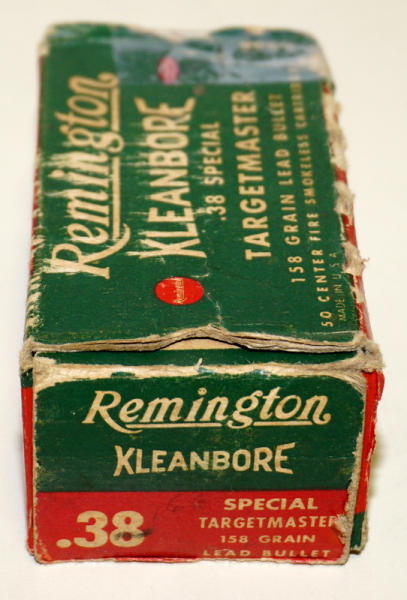 Remington
KLEANBORE
.38 SPECIAL
TARGETMASTER
158 GRAIN LEAD BULLET
50 CENTER FIRE SMOKELESS
MADE IN U.S.A.
Remington
Remington
KLEANBORE
.38
SPECIAL
TARGETMASTER
158 GRAIN
LEAD BULLET